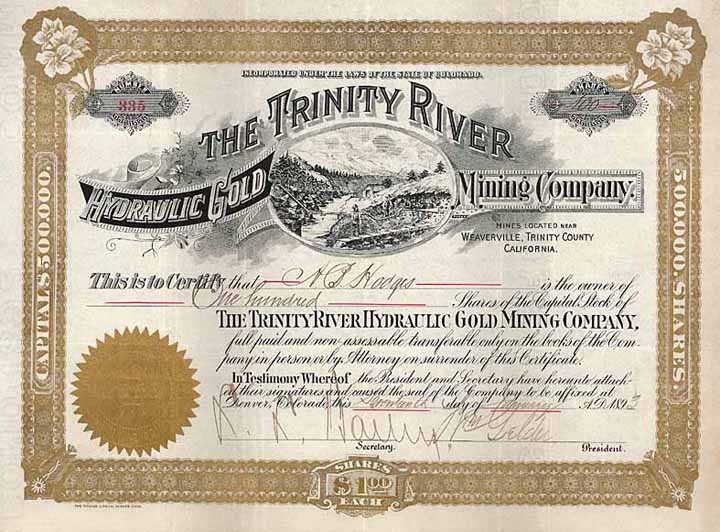 INCORPORATED UNDER THE LAWS OF THE STATE OF COLORADO.
335
100
THE TRINITY RIVER
HYDRAULIC GOLD
Mining Company.
MINES LOCATED NEAR
WEAVERVILLE, TRINITY COUNTY
CALIFORNIA.
CAPITAL $ 500.000.
500.000. SHARES.
This is to Certify that A B Hodges is the owner of
One hundred Shares of the Capital Stock of
THE TRINITY RIVER HYDRAULIC GOLD MINING COMPANY,
full paid and non-assessable transferable only on the books of the Com-
pany in person or by Attorney on surrender of this Certificate.
In Testimony Whereof the President and Secretary have hereunto attach-
ed their signatures and caused the seal of the Company to be affixed at
Denver, Colorado, this day of A.D. 1893
Secretary.
President.
SHARES
$1.00
EACH